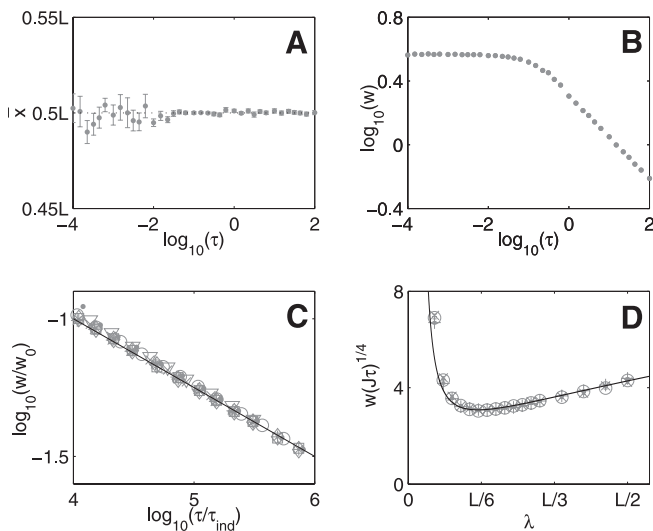 0.55L
A
x̄
0.5L
0.45L
−4 −2 0 2
log10(τ)
0.8
B
log10(w)
0.4
0
−0.4
−4 −2 0 2
log10(τ)
−1
C
log10(w/w0)
−1.5
4 5 6
log10(τ/τind)
8
D
w(Jτ)1/4
4
0
0 L/6 L/3 L/2
λ